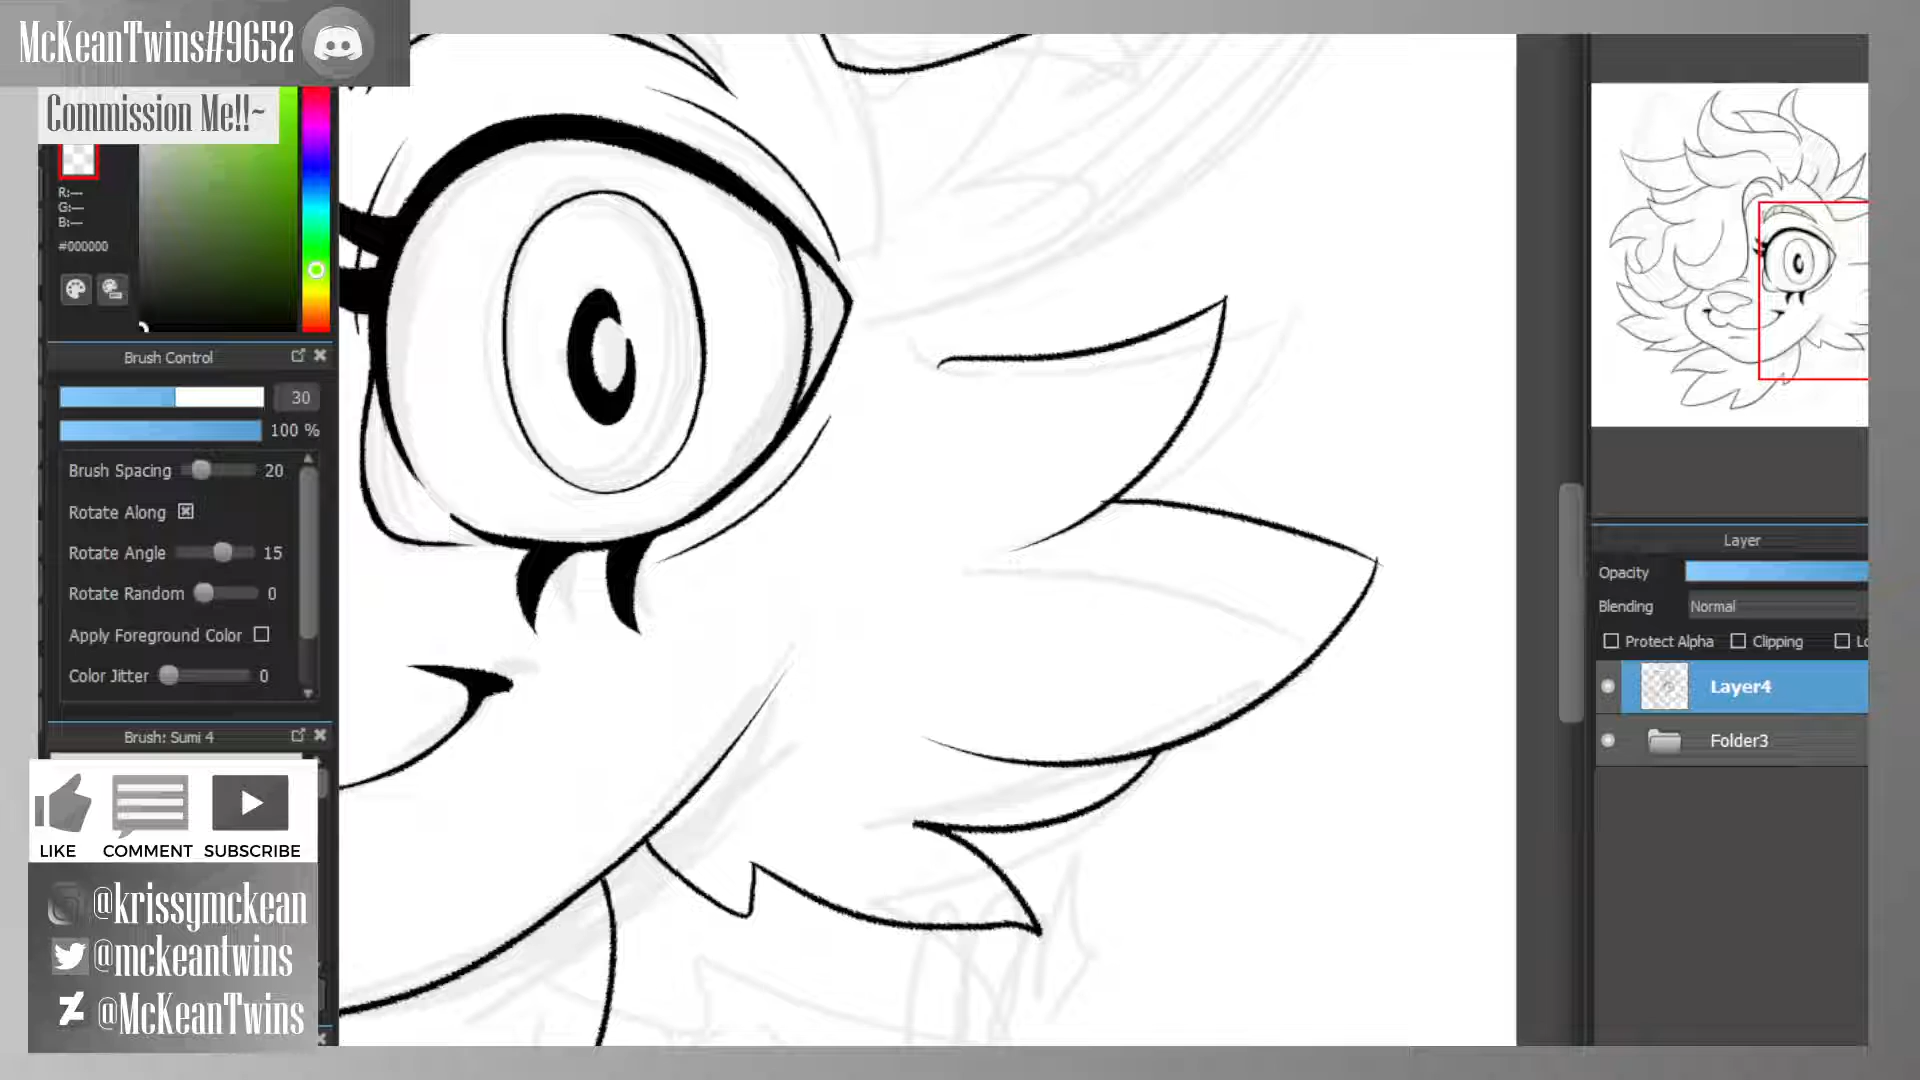 McKeanTwins#9652
Commission Me!!~
R:---
G:---
B:---
#000000
Brush Control
30
100 %
Brush Spacing 20
Rotate Along
Rotate Angle 15
Rotate Random 0
Apply Foreground Color
Color Jitter 0
Brush: Sumi 4
LIKE COMMENT SUBSCRIBE
@krissymckean
@mckeantwins
@McKeanTwins
Layer
Opacity
Blending Normal
Protect Alpha Clipping Lo
Layer4
Folder3